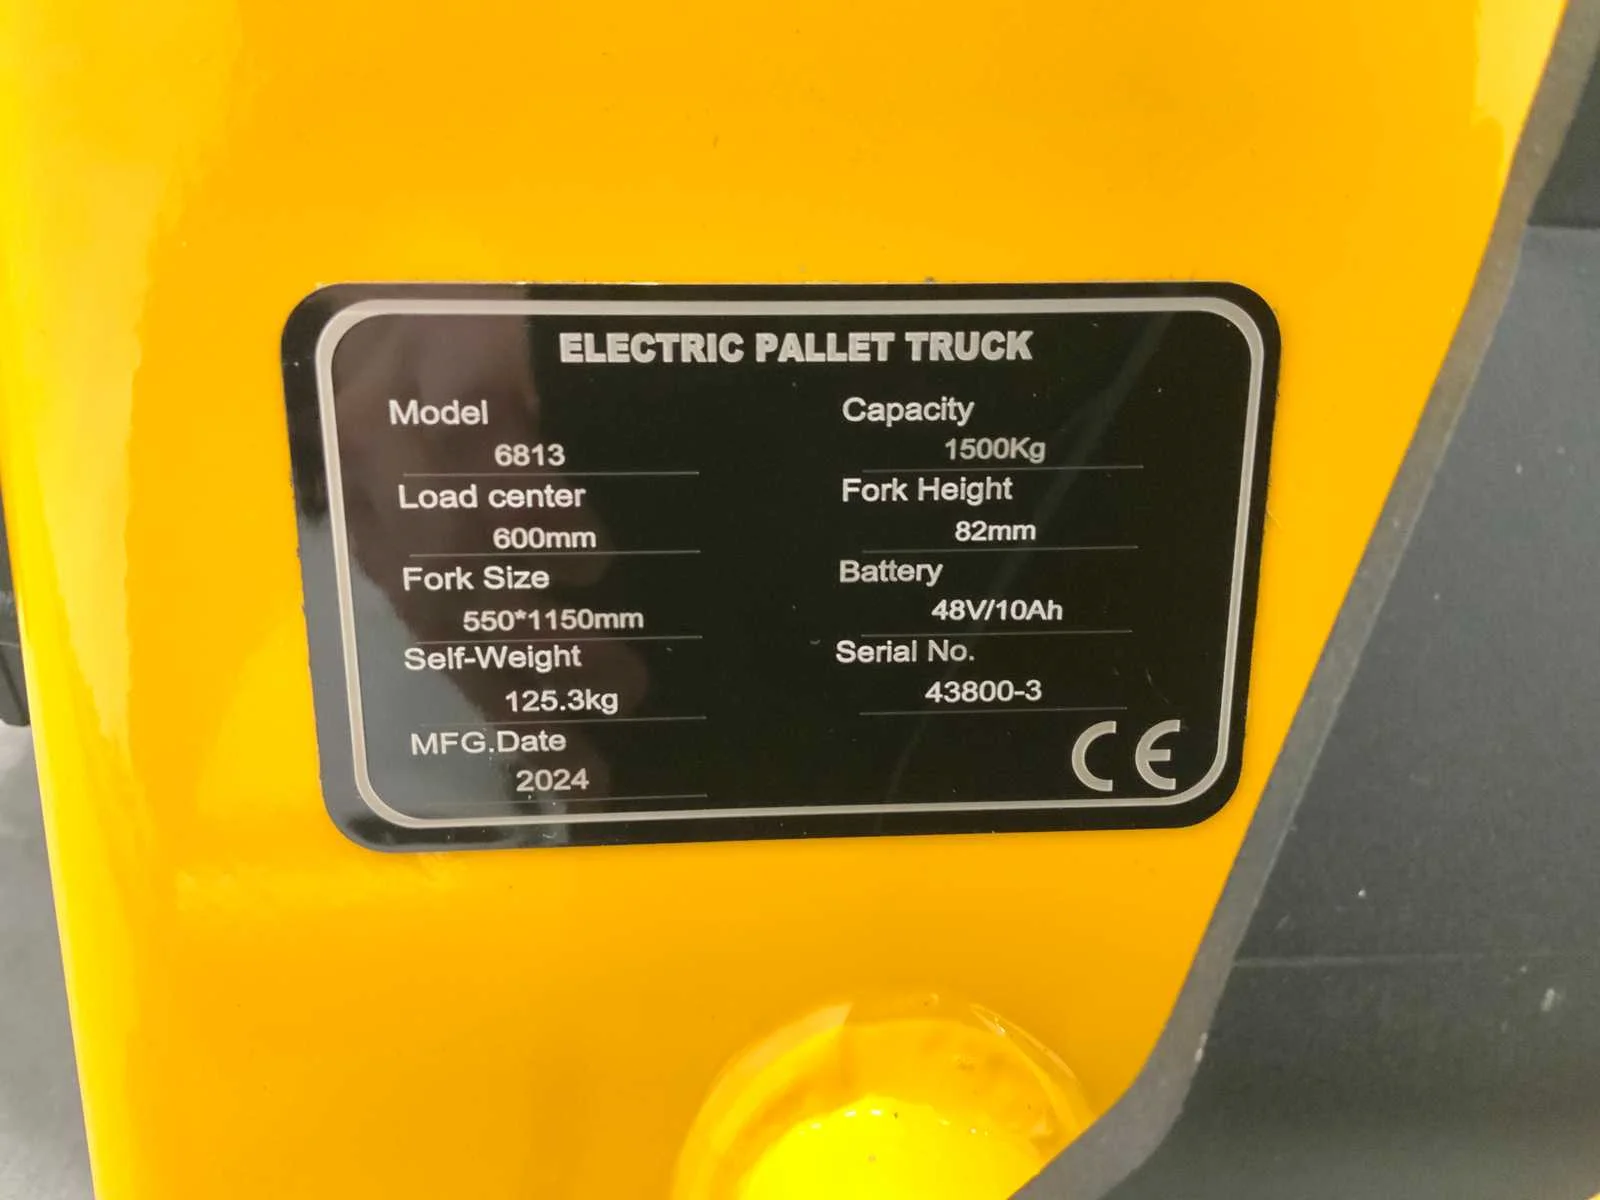 ELECTRIC PALLET TRUCK
Model
6813
Load center
600mm
Fork Size
550*1150mm
Self-Weight
125.3kg
MFG.Date
2024
Capacity
1500Kg
Fork Height
82mm
Battery
48V/10Ah
Serial No.
43800-3
CE